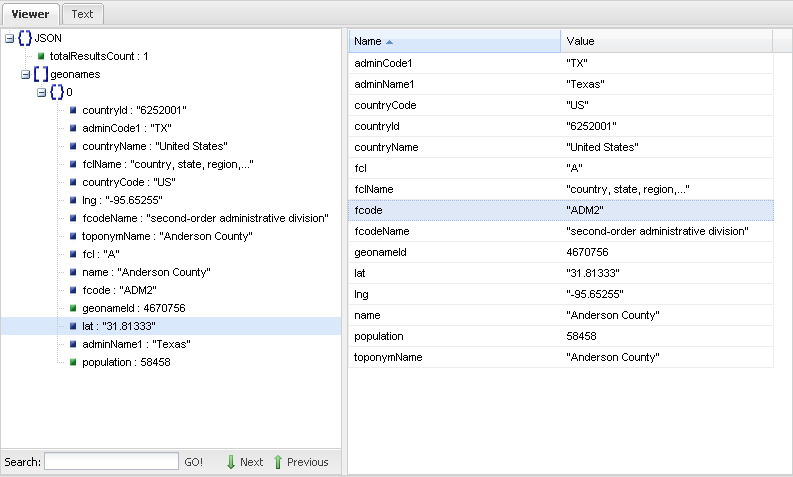 Viewer Text
JSON
totalResultsCount : 1
geonames
0
countryId : "6252001"
adminCode1 : "TX"
countryName : "United States"
fclName : "country, state, region,..."
countryCode : "US"
lng : "-95.65255"
fcodeName : "second-order administrative division"
toponymName : "Anderson County"
fcl : "A"
name : "Anderson County"
fcode : "ADM2"
geonameId : 4670756
lat : "31.81333"
adminName1 : "Texas"
population : 58458
Search: GO! Next Previous
Name Value
adminCode1 "TX"
adminName1 "Texas"
countryCode "US"
countryId "6252001"
countryName "United States"
fcl "A"
fclName "country, state, region,..."
fcode "ADM2"
fcodeName "second-order administrative division"
geonameId 4670756
lat "31.81333"
lng "-95.65255"
name "Anderson County"
population 58458
toponymName "Anderson County"